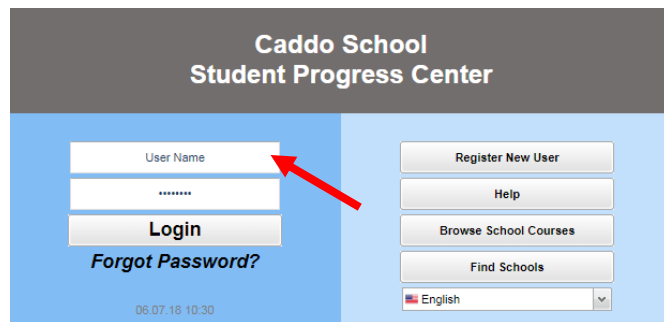 Caddo School
Student Progress Center
User Name
••••••••
Login
Forgot Password?
06.07.18 10:30
Register New User
Help
Browse School Courses
Find Schools
English